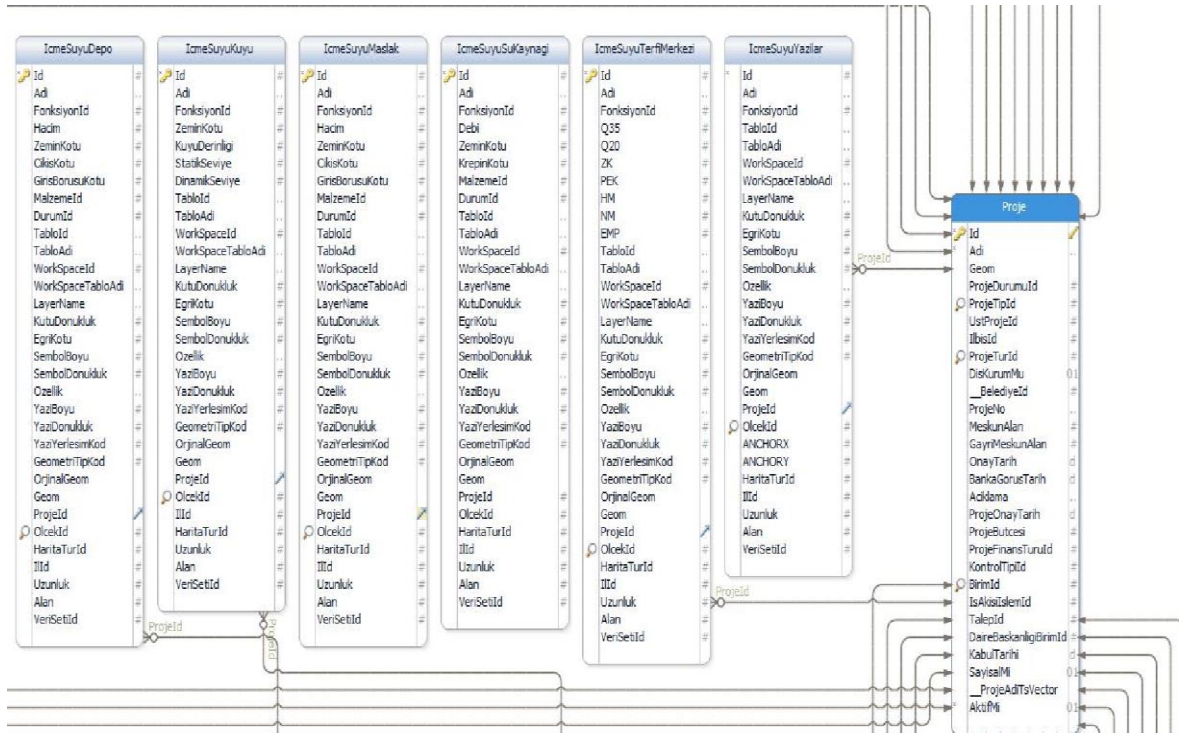 IcmeSuyuDepo
Id
Adi
FonksiyonId
Hacim
ZeminKotu
CikisKotu
GirisBorusuKotu
MalzemeId
DurumId
TabloId
TabloAdi
WorkSpaceId
WorkSpaceTabloAdi
LayerName
KutuDonukluk
EgriKotu
SembolBoyu
SembolDonukluk
Ozellik
YaziBoyu
YaziDonukluk
YaziYerlesimKod
GeometriTipKod
OrjinalGeom
Geom
ProjeId
OlcekId
HaritaTurId
IlId
Uzunluk
Alan
VeriSetiId
IcmeSuyuKuyu
Id
Adi
FonksiyonId
ZeminKotu
KuyuDerinligi
StatikSeviye
DinamikSeviye
TabloId
TabloAdi
WorkSpaceId
WorkSpaceTabloAdi
LayerName
KutuDonukluk
EgriKotu
SembolBoyu
SembolDonukluk
Ozellik
YaziBoyu
YaziDonukluk
YaziYerlesimKod
GeometriTipKod
OrjinalGeom
Geom
ProjeId
OlcekId
IlId
HaritaTurId
Uzunluk
Alan
VeriSetiId
IcmeSuyuMaslak
Id
Adi
FonksiyonId
Hacim
ZeminKotu
CikisKotu
GirisBorusuKotu
MalzemeId
DurumId
TabloId
TabloAdi
WorkSpaceId
WorkSpaceTabloAdi
LayerName
KutuDonukluk
EgriKotu
SembolBoyu
SembolDonukluk
Ozellik
YaziBoyu
YaziDonukluk
YaziYerlesimKod
GeometriTipKod
OrjinalGeom
Geom
ProjeId
OlcekId
HaritaTurId
IlId
Uzunluk
Alan
VeriSetiId
IcmeSuyuSuKaynagi
Id
Adi
FonksiyonId
Debi
ZeminKotu
KrepinKotu
MalzemeId
DurumId
TabloId
TabloAdi
WorkSpaceId
WorkSpaceTabloAdi
LayerName
KutuDonukluk
EgriKotu
SembolBoyu
SembolDonukluk
Ozellik
YaziBoyu
YaziDonukluk
YaziYerlesimKod
GeometriTipKod
OrjinalGeom
Geom
ProjeId
OlcekId
HaritaTurId
IlId
Uzunluk
Alan
VeriSetiId
IcmeSuyuTerfiMerkezi
Id
Adi
FonksiyonId
Q35
Q20
ZK
PEK
HM
NM
EMP
TabloId
TabloAdi
WorkSpaceId
WorkSpaceTabloAdi
LayerName
KutuDonukluk
EgriKotu
SembolBoyu
SembolDonukluk
Ozellik
YaziBoyu
YaziDonukluk
YaziYerlesimKod
GeometriTipKod
OrjinalGeom
Geom
ProjeId
OlcekId
HaritaTurId
IlId
Uzunluk
Alan
VeriSetiId
IcmeSuyuYazilar
Id
Adi
FonksiyonId
TabloId
TabloAdi
WorkSpaceId
WorkSpaceTabloAdi
LayerName
KutuDonukluk
EgriKotu
SembolBoyu
SembolDonukluk
Ozellik
YaziBoyu
YaziDonukluk
YaziYerlesimKod
GeometriTipKod
OrjinalGeom
Geom
ProjeId
OlcekId
ANCHORX
ANCHORY
HaritaTurId
IlId
Uzunluk
Alan
VeriSetiId
ProjeId
ProjeId
ProjeId
ProjeId
Proje
Id
Adi
Geom
ProjeDurumuId
ProjeTipId
UstProjeId
IlbisId
ProjeTurId
DisKurumMu
__BelediyeId
ProjeNo
MeskunAlan
GayriMeskunAlan
OnayTarih
BankaGorusTarih
Aciklama
ProjeOnayTarih
ProjeButcesi
ProjeFinansTuruId
KontrolTipiId
BirimId
IsAkisiIslemId
TalepId
DaireBaskanligiBirimId
KabulTarihi
SayisalMi
__ProjeAdiTsVector
AktifMi